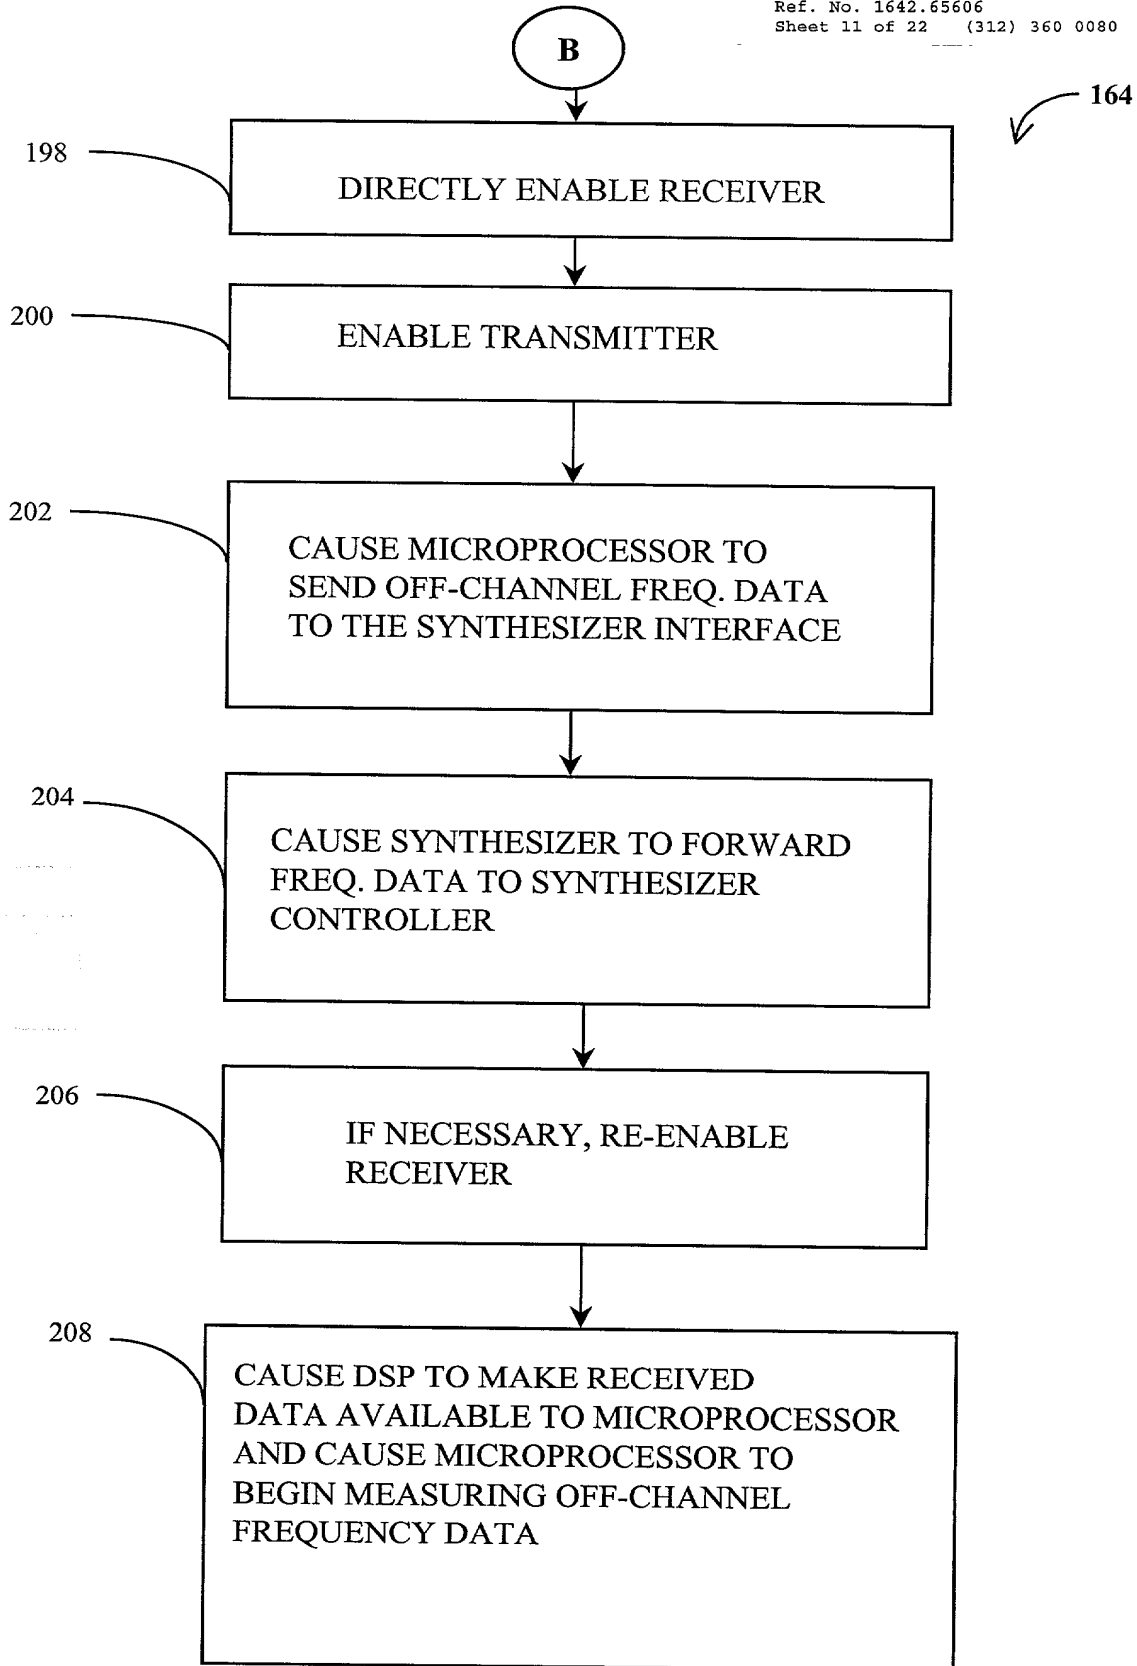 Ref. No. 1642.65606
Sheet 11 of 22 (312) 360 0080
B
164
198
DIRECTLY ENABLE RECEIVER
200
ENABLE TRANSMITTER
202
CAUSE MICROPROCESSOR TO
SEND OFF-CHANNEL FREQ. DATA
TO THE SYNTHESIZER INTERFACE
204
CAUSE SYNTHESIZER TO FORWARD
FREQ. DATA TO SYNTHESIZER
CONTROLLER
206
IF NECESSARY, RE-ENABLE
RECEIVER
208
CAUSE DSP TO MAKE RECEIVED
DATA AVAILABLE TO MICROPROCESSOR
AND CAUSE MICROPROCESSOR TO
BEGIN MEASURING OFF-CHANNEL
FREQUENCY DATA